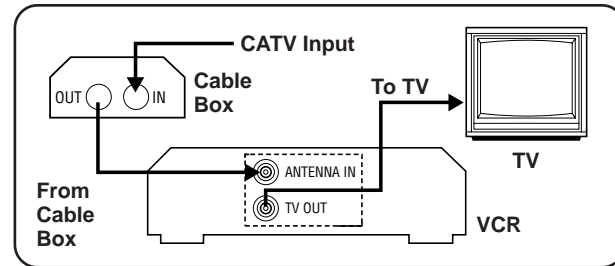 CATV Input
Cable
Box
OUT
IN
To TV
TV
ANTENNA IN
TV OUT
From
Cable
Box
VCR